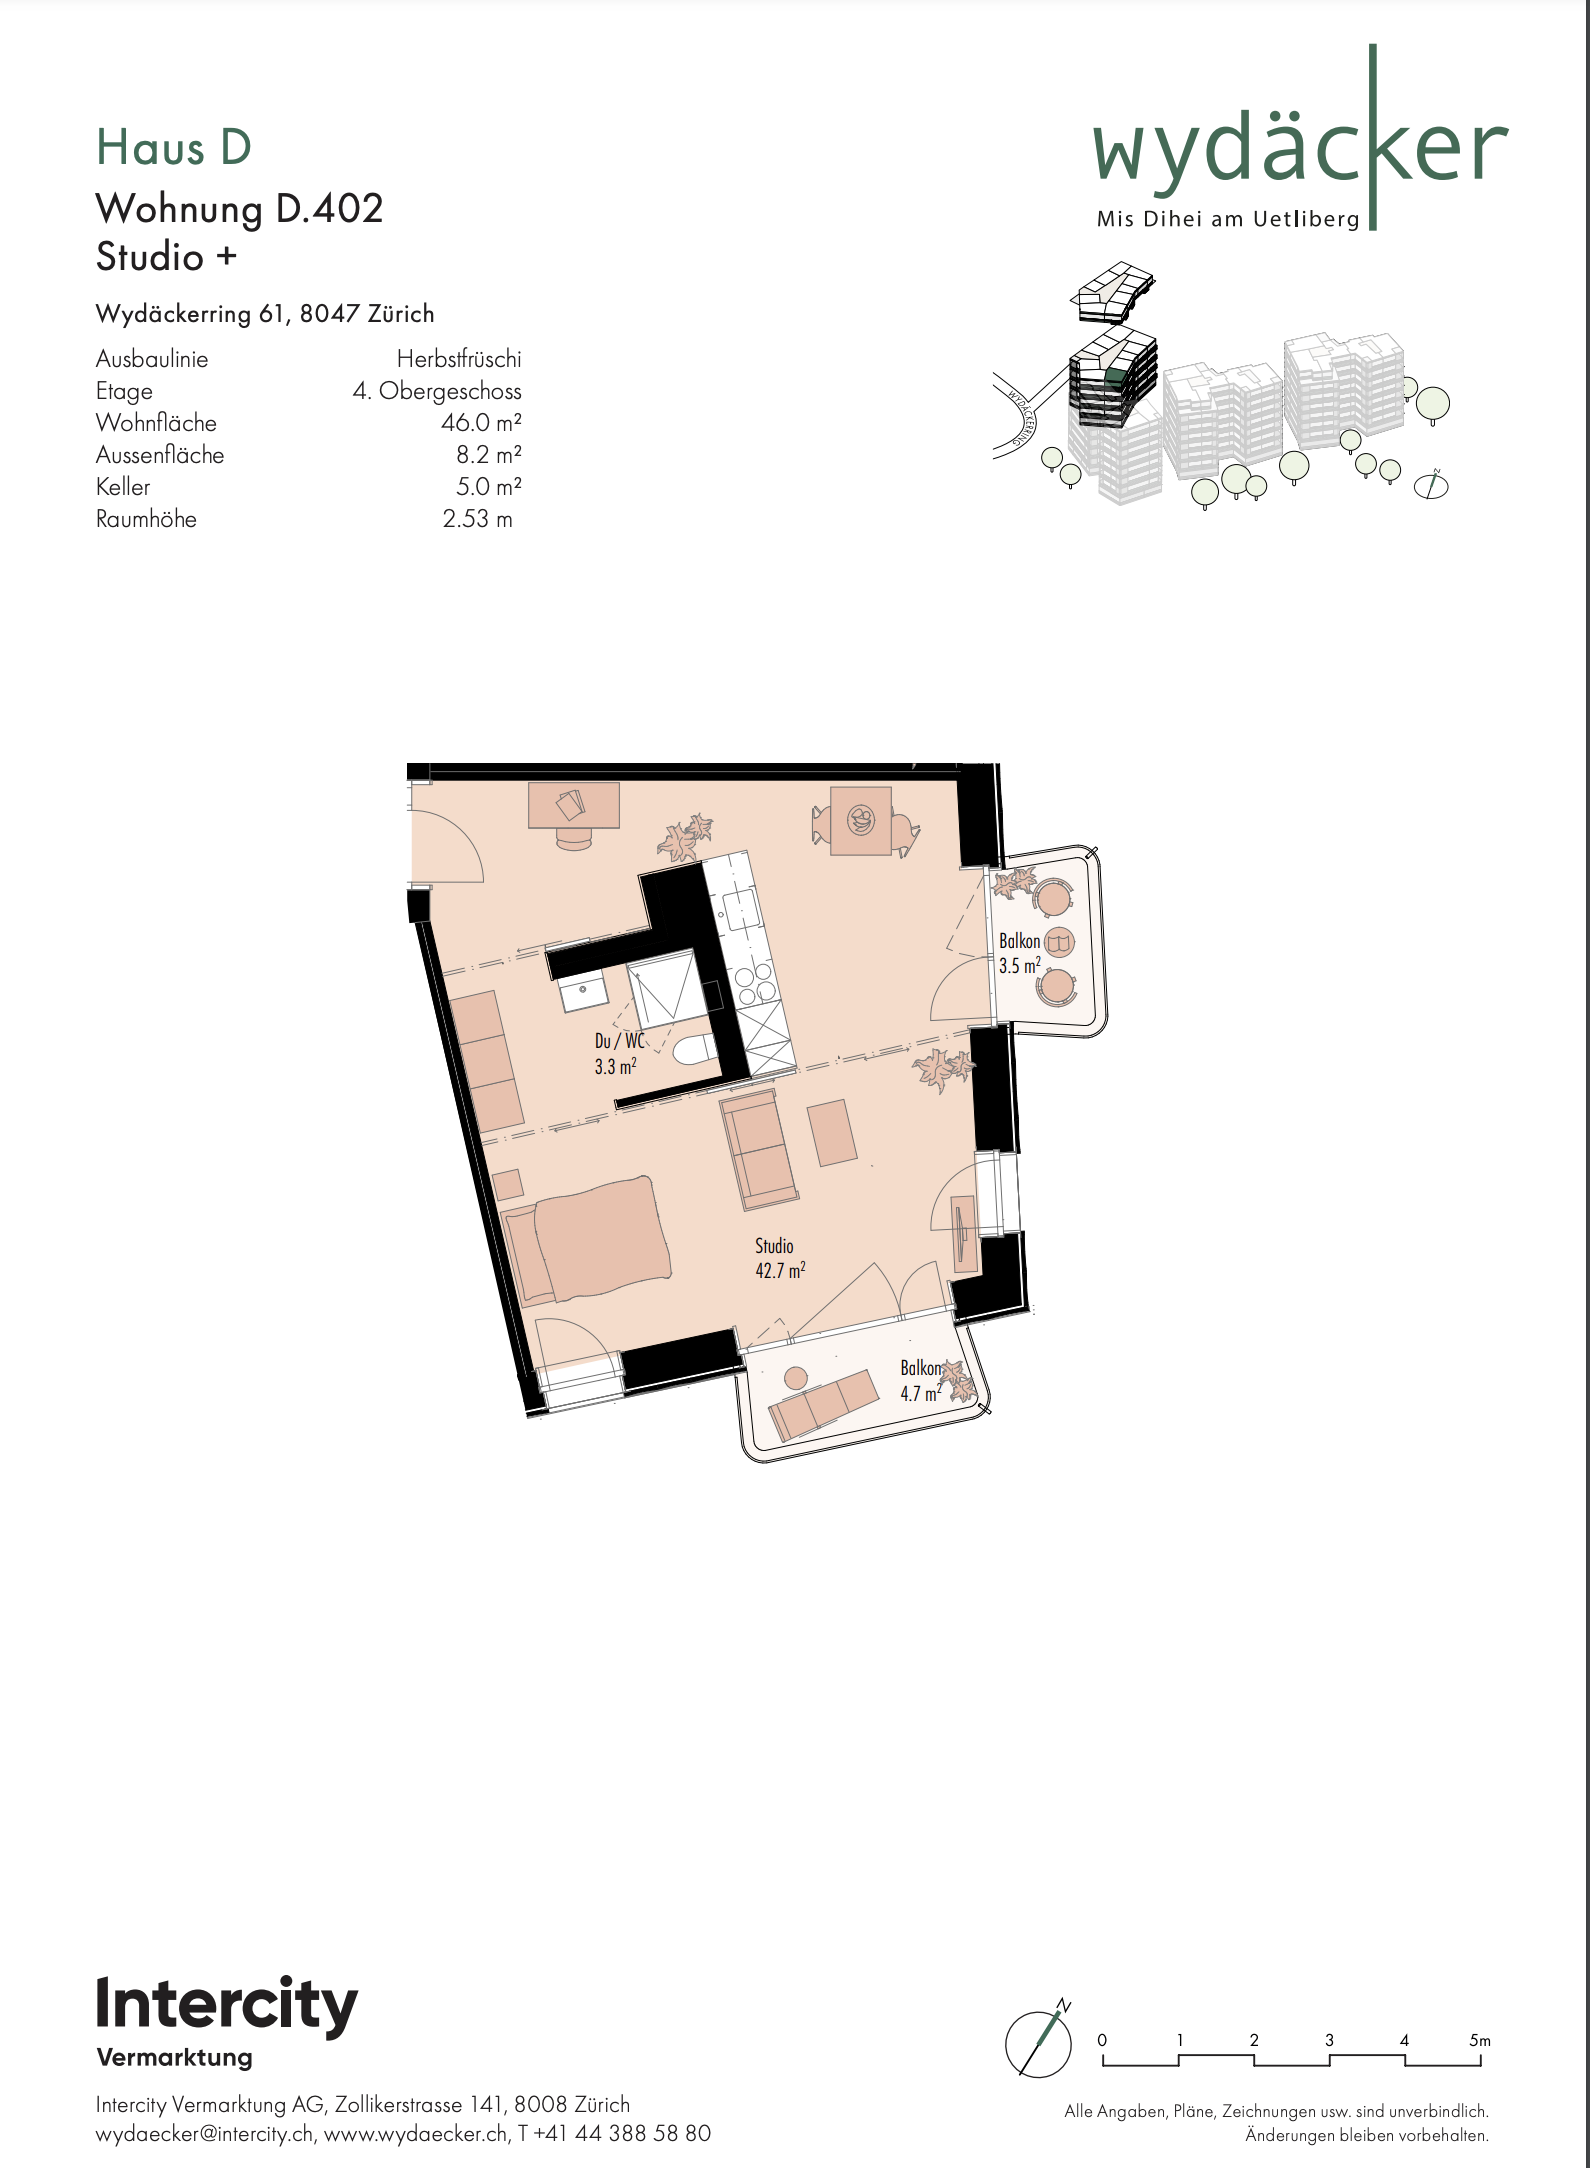 Haus D
Wohnung D.402
Studio +
Wydäckerring 61, 8047 Zürich
Ausbaulinie Herbstfrüschi
Etage 4. Obergeschoss
Wohnfläche 46.0 m²
Aussenfläche 8.2 m²
Keller 5.0 m²
Raumhöhe 2.53 m
wydäcker
Mis Dihei am Uetliberg
WYDÄCKERRING
N
Balkon
3.5 m²
Du / WC
3.3 m²
Studio
42.7 m²
Balkon
4.7 m²
Intercity
Vermarktung
Intercity Vermarktung AG, Zollikerstrasse 141, 8008 Zürich
wydaecker@intercity.ch, www.wydaecker.ch, T +41 44 388 58 80
N
0 1 2 3 4 5m
Alle Angaben, Pläne, Zeichnungen usw. sind unverbindlich.
Änderungen bleiben vorbehalten.